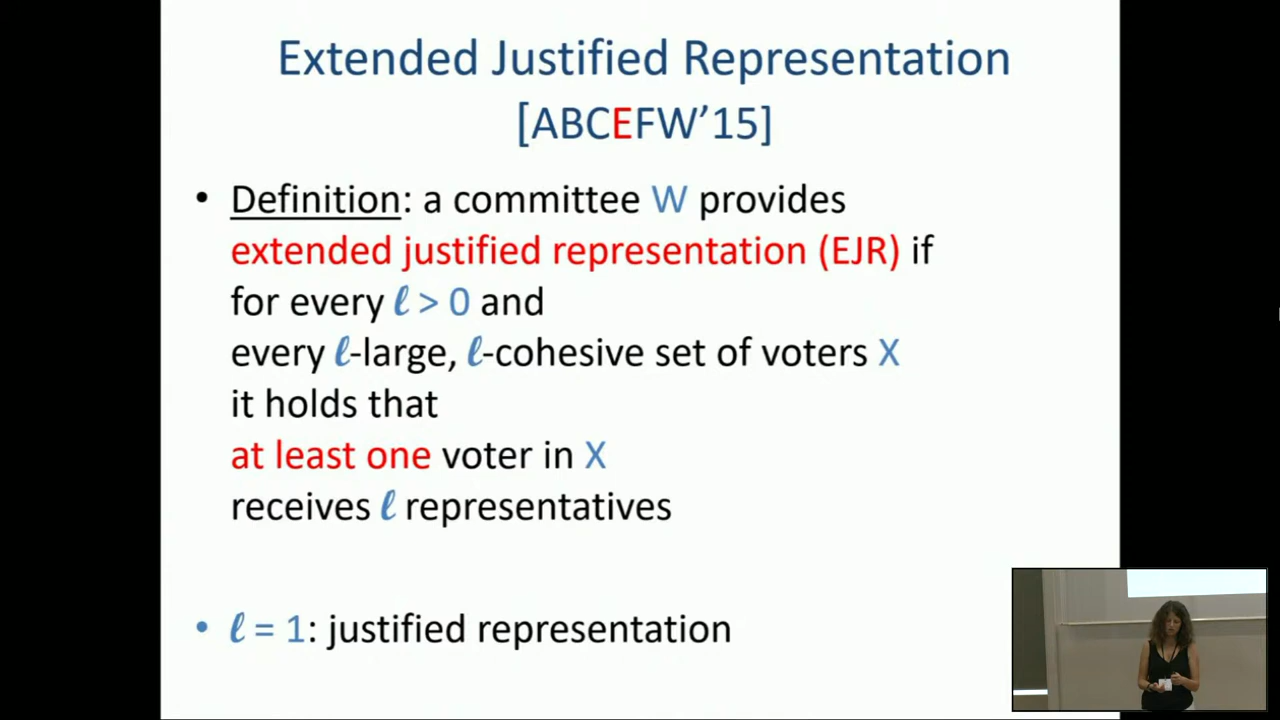 Extended Justified Representation
[ABCEFW’15]
• Definition: a committee W provides
extended justified representation (EJR) if
for every ℓ > 0 and
every ℓ-large, ℓ-cohesive set of voters X
it holds that
at least one voter in X
receives ℓ representatives
• ℓ = 1: justified representation